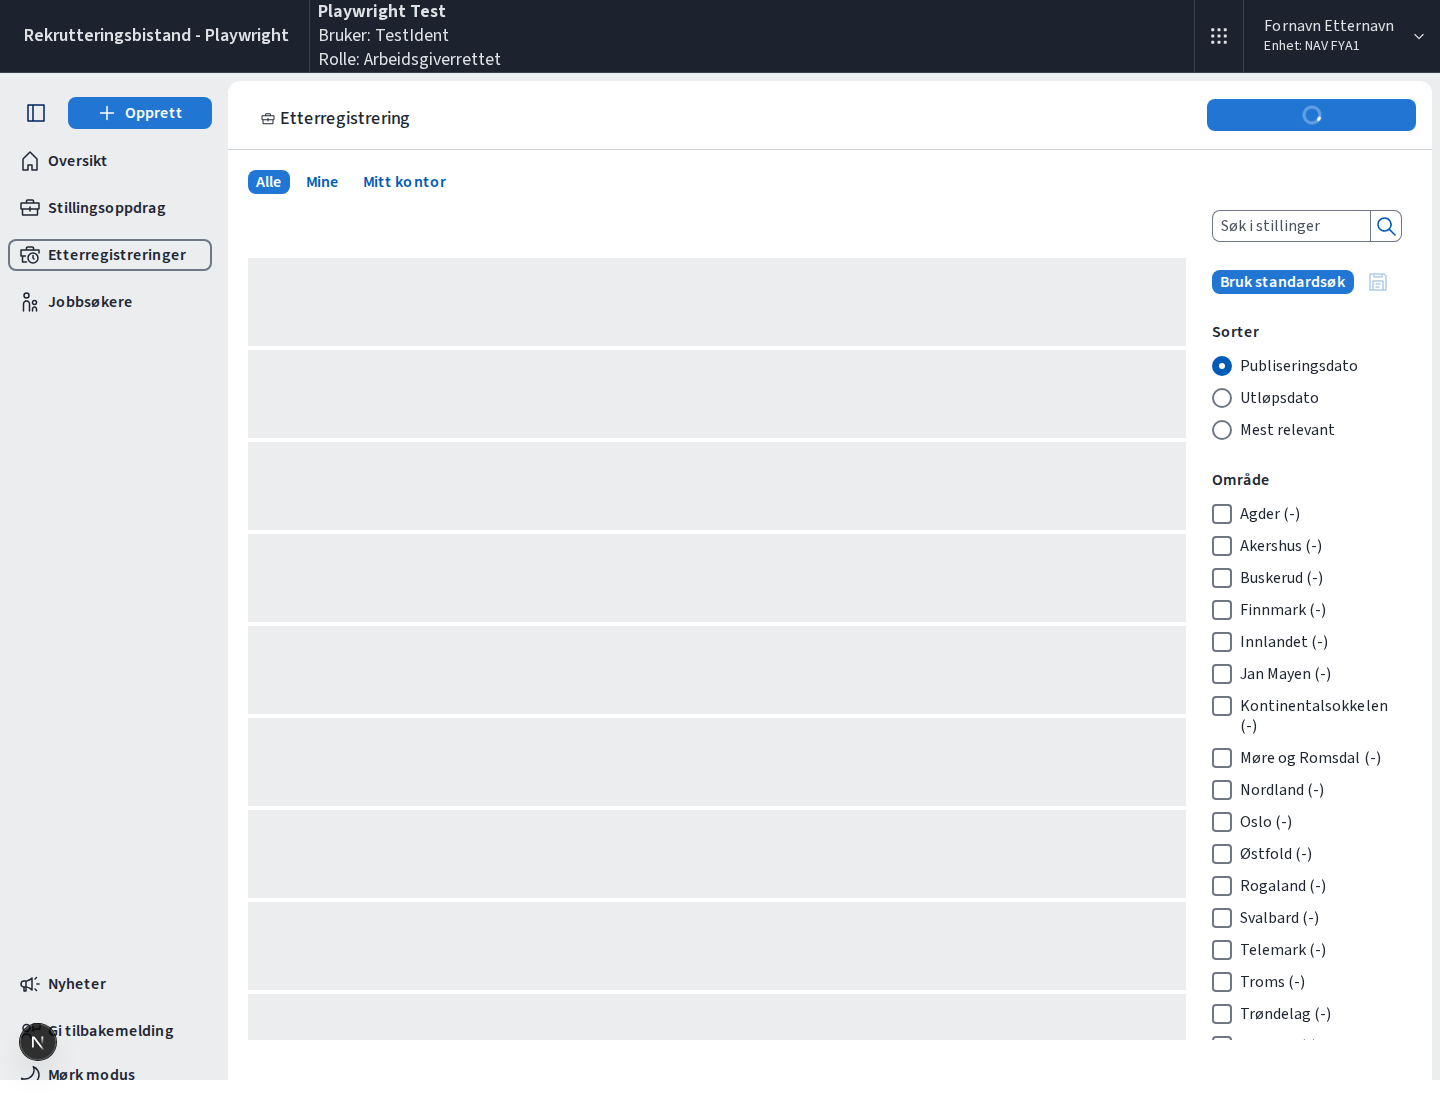 Rekrutteringsbistand - Playwright
Playwright Test
Bruker: TestIdent
Rolle: Arbeidsgiverrettet
Fornavn Etternavn
Enhet: NAV FYA1
Opprett
Oversikt
Stillingsoppdrag
Etterregistreringer
Jobbsøkere
Nyheter
Gi tilbakemelding
N
Mørk modus
Etterregistrering
Alle
Mine
Mitt kontor
Søk i stillinger
Bruk standardsøk
Sorter
Publiseringsdato
Utløpsdato
Mest relevant
Område
Agder (-)
Akershus (-)
Buskerud (-)
Finnmark (-)
Innlandet (-)
Jan Mayen (-)
Kontinentalsokkelen
(-)
Møre og Romsdal (-)
Nordland (-)
Oslo (-)
Østfold (-)
Rogaland (-)
Svalbard (-)
Telemark (-)
Troms (-)
Trøndelag (-)